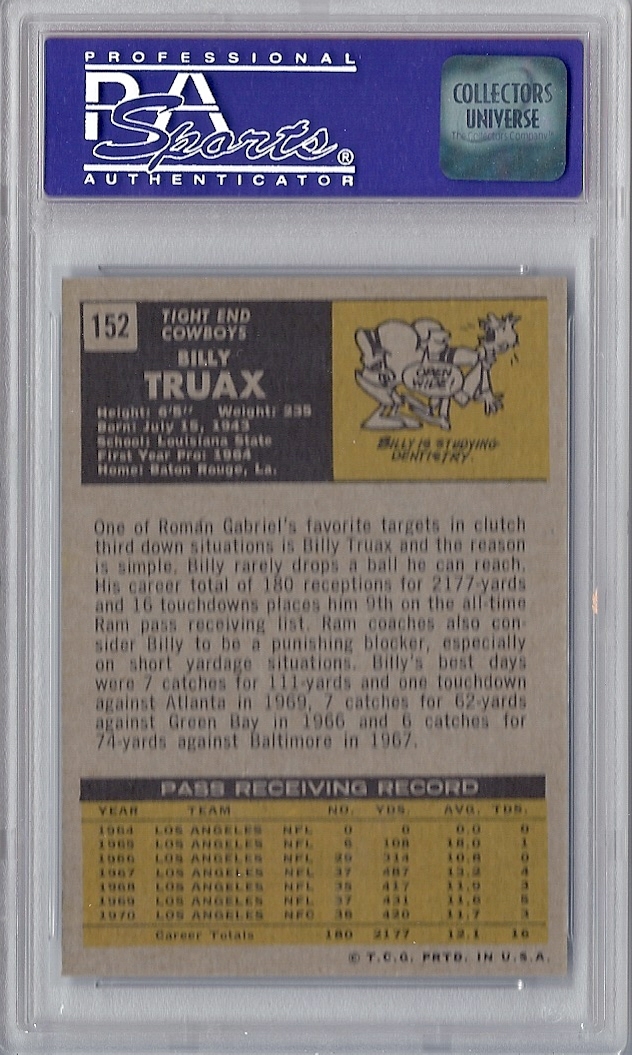 PROFESSIONAL
PSA
Sports®
AUTHENTICATOR
COLLECTORS
UNIVERSE
The Collectors Company™
152
TIGHT END
COWBOYS
BILLY
TRUAX
Height: 6'5" Weight: 235
Born: July 15, 1943
School: Louisiana State
First Year Pro: 1964
Home: Baton Rouge, La.
OPEN
WIDE!
BILLY IS STUDYING
DENTISTRY.
One of Roman Gabriel's favorite targets in clutch
third down situations is Billy Truax and the reason
is simple. Billy rarely drops a ball he can reach.
His career total of 180 receptions for 2177-yards
and 16 touchdowns places him 9th on the all-time
Ram pass receiving list. Ram coaches also con-
sider Billy to be a punishing blocker, especially
on short yardage situations. Billy's best days
were 7 catches for 111-yards and one touchdown
against Atlanta in 1969, 7 catches for 62-yards
against Green Bay in 1966 and 6 catches for
74-yards against Baltimore in 1967.
PASS RECEIVING RECORD
YEAR TEAM NO. YDS. AVG. TDS.
1964 LOS ANGELES NFL 0 0 0.0 0
1965 LOS ANGELES NFL 6 108 18.0 1
1966 LOS ANGELES NFL 29 314 10.8 0
1967 LOS ANGELES NFL 37 487 13.2 4
1968 LOS ANGELES NFL 35 417 11.9 3
1969 LOS ANGELES NFL 37 431 11.6 5
1970 LOS ANGELES NFC 36 420 11.7 3
Career Totals 180 2177 12.1 16
© T.C.G. PRTD. IN U.S.A.